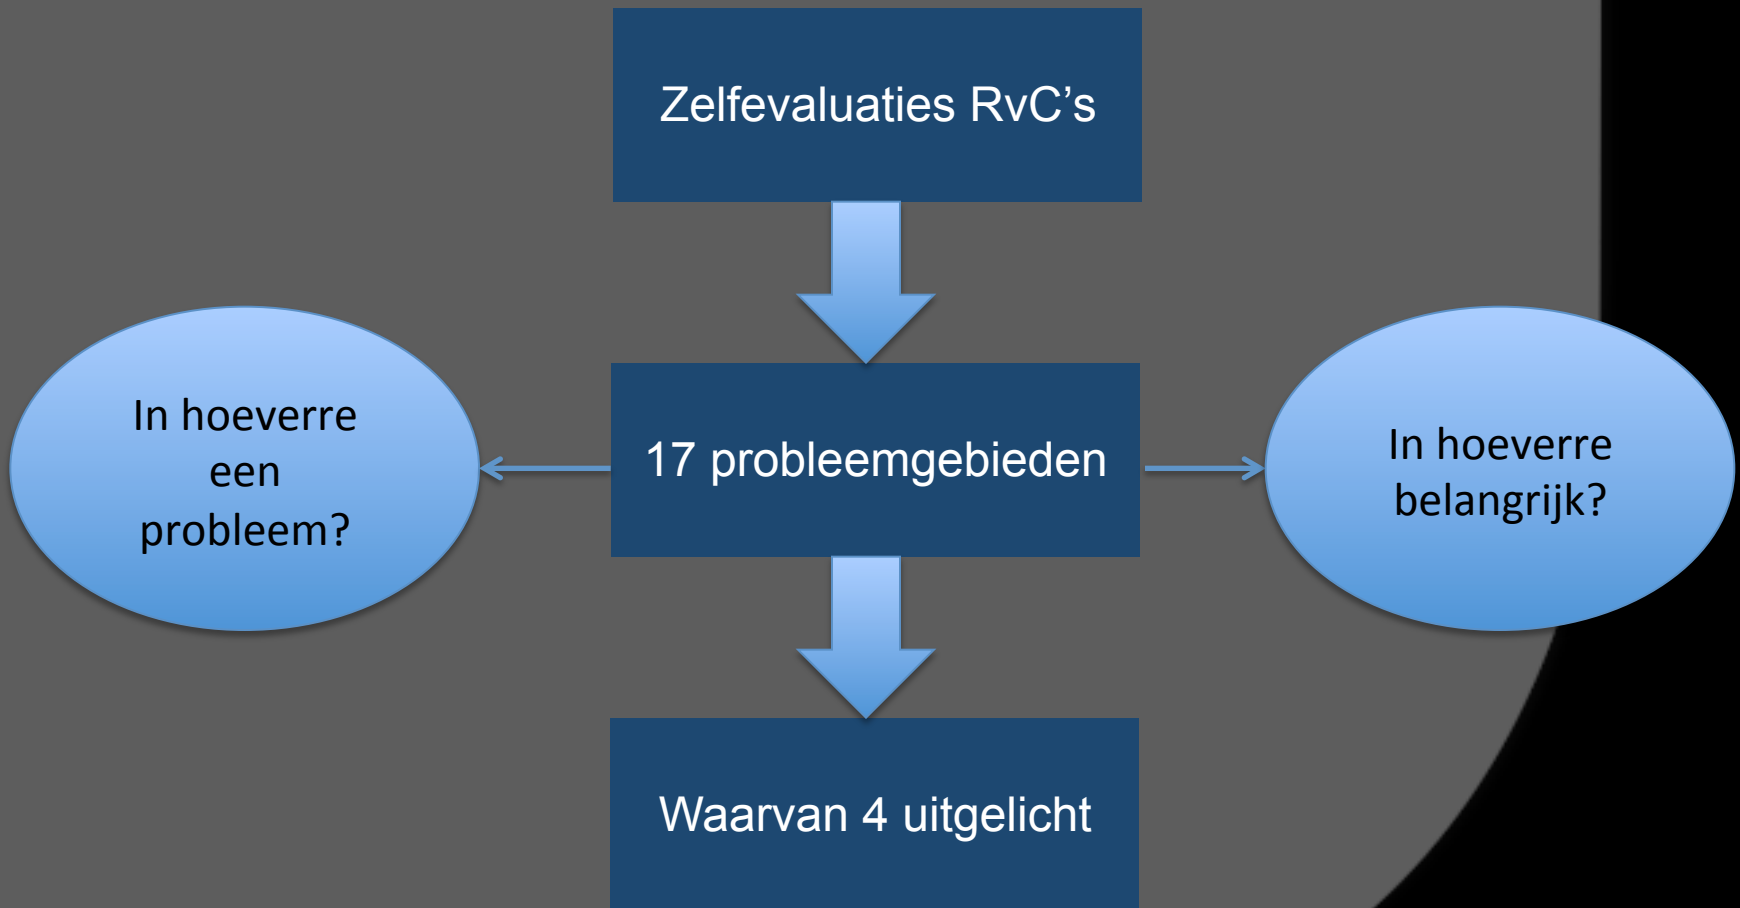 Zelfevaluaties RvC’s
In hoeverre
een
probleem?
17 probleemgebieden
In hoeverre
belangrijk?
Waarvan 4 uitgelicht